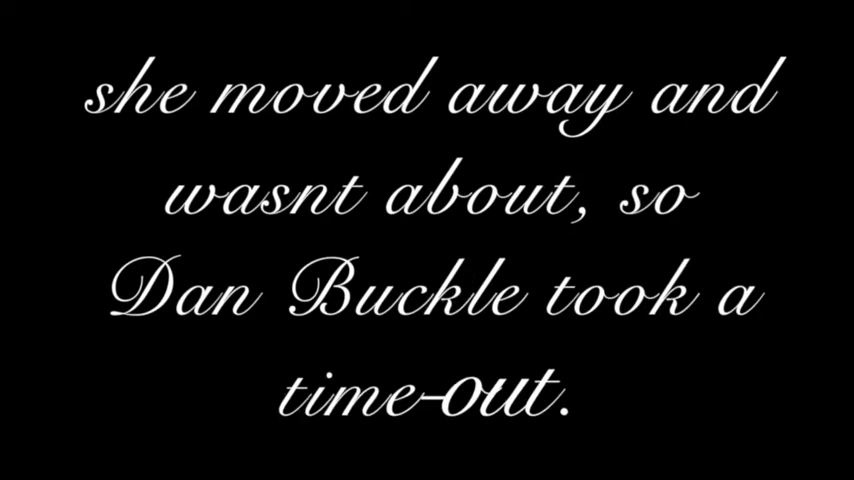 she moved away and
wasnt about, so
Dan Buckle took a
time-out.